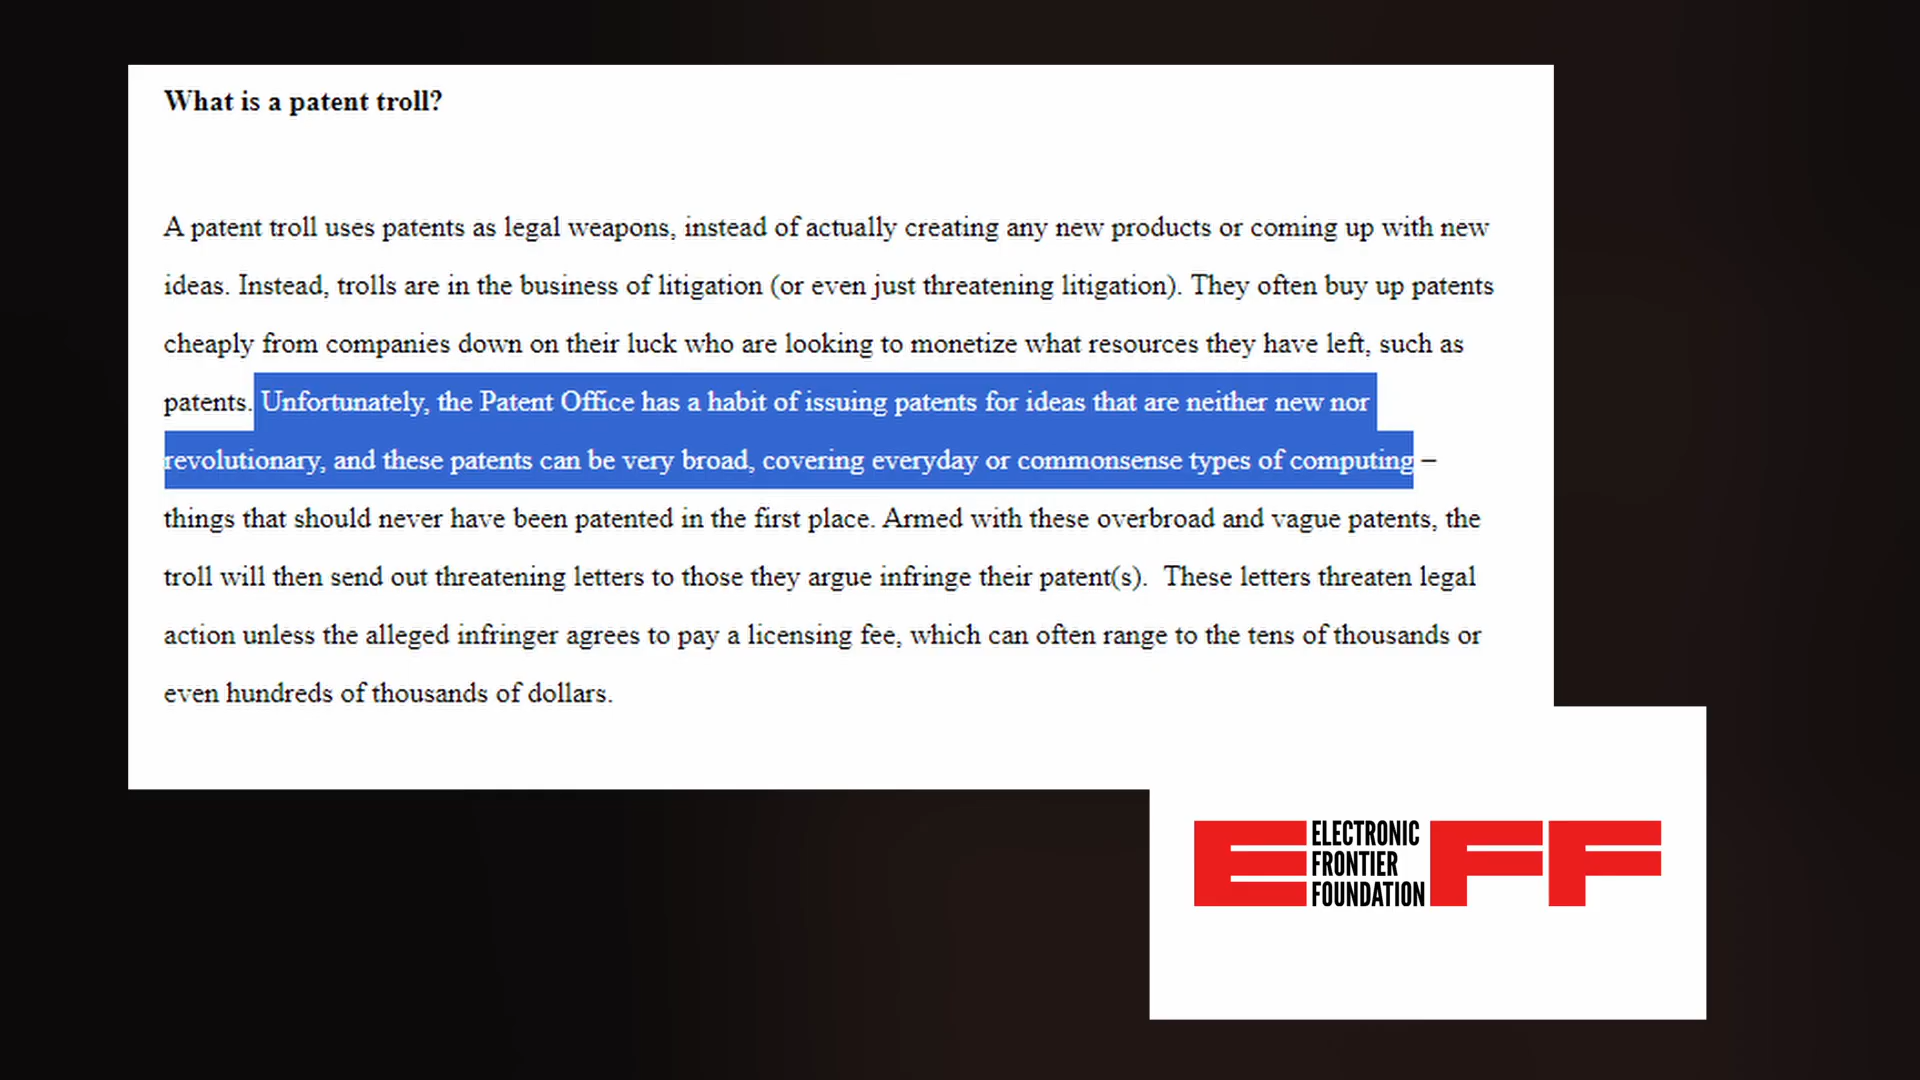 What is a patent troll?
A patent troll uses patents as legal weapons, instead of actually creating any new products or coming up with new
ideas. Instead, trolls are in the business of litigation (or even just threatening litigation). They often buy up patents
cheaply from companies down on their luck who are looking to monetize what resources they have left, such as
patents. Unfortunately, the Patent Office has a habit of issuing patents for ideas that are neither new nor
revolutionary, and these patents can be very broad, covering everyday or commonsense types of computing –
things that should never have been patented in the first place. Armed with these overbroad and vague patents, the
troll will then send out threatening letters to those they argue infringe their patent(s).  These letters threaten legal
action unless the alleged infringer agrees to pay a licensing fee, which can often range to the tens of thousands or
even hundreds of thousands of dollars.
EFF
ELECTRONIC
FRONTIER
FOUNDATION